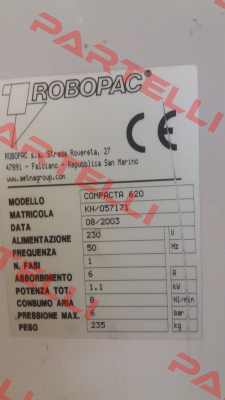 PARTELLI
ROBOPAC®
ROBOPAC s.a. Strada Rovereta, 27
47891 - Falciano - Repubblica San Marino
www.aetnagroup.com
CE
MODELLO COMPACTA 620
MATRICOLA KH/057171
DATA 08/2003
ALIMENTAZIONE 230 V
FREQUENZA 50 Hz
N. FASI 1
ASSORBIMENTO 6 A
POTENZA TOT. 1.1 kW
CONSUMO ARIA 8 Nl/Min
PRESSIONE MAX. 6 bar
PESO 235 kg
PARTELLI